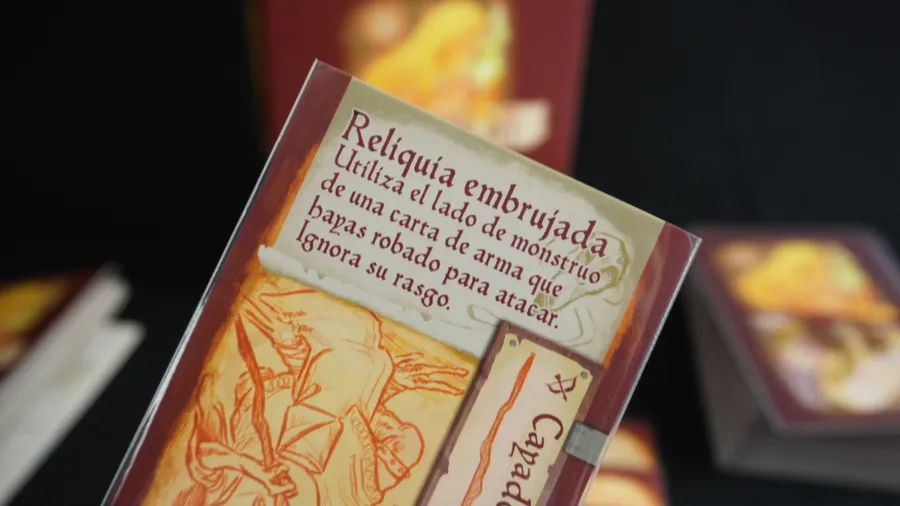 Reliquia embrujada
Utiliza el lado de monstruo
de una carta de arma que
hayas robado para atacar.
Ignora su rasgo.